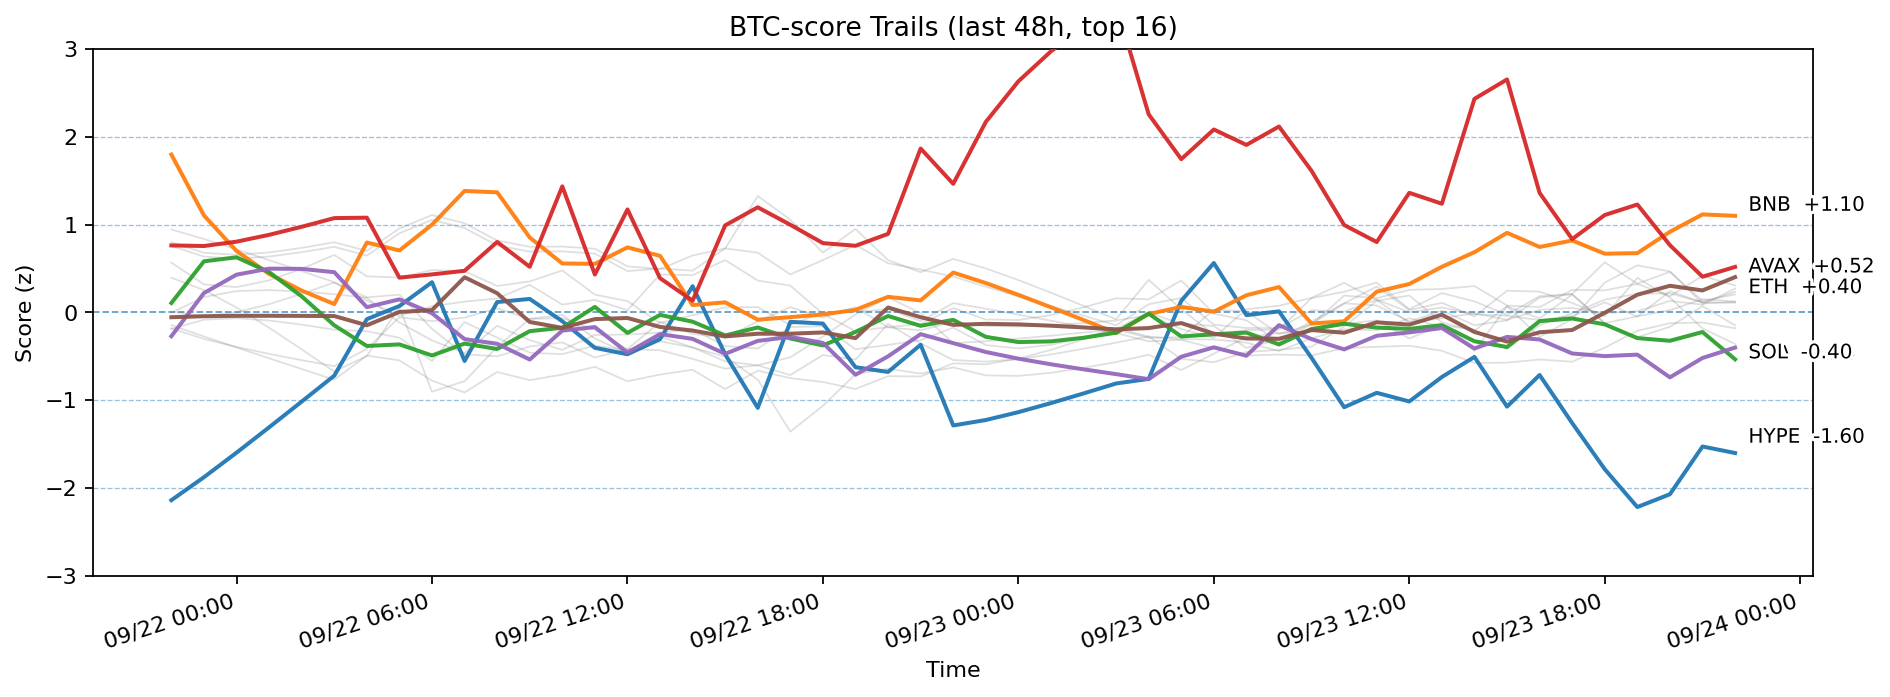 BTC-score Trails (last 48h, top 16)
Score (z)
3
2
1
0
−1
−2
−3
BNB +1.10
AVAX +0.52
ETH +0.40
SOL -0.40
HYPE -1.60
09/22 00:00
09/22 06:00
09/22 12:00
09/22 18:00
09/23 00:00
09/23 06:00
09/23 12:00
09/23 18:00
09/24 00:00
Time